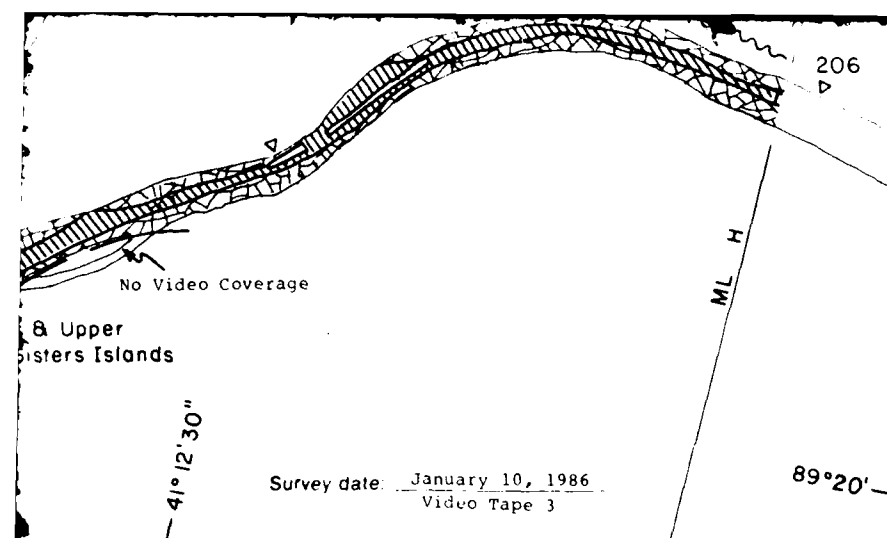 206
No Video Coverage
ML H
& Upper
Sisters Islands
41° 12' 30"
Survey date: January 10, 1986
Video Tape 3
89°20'